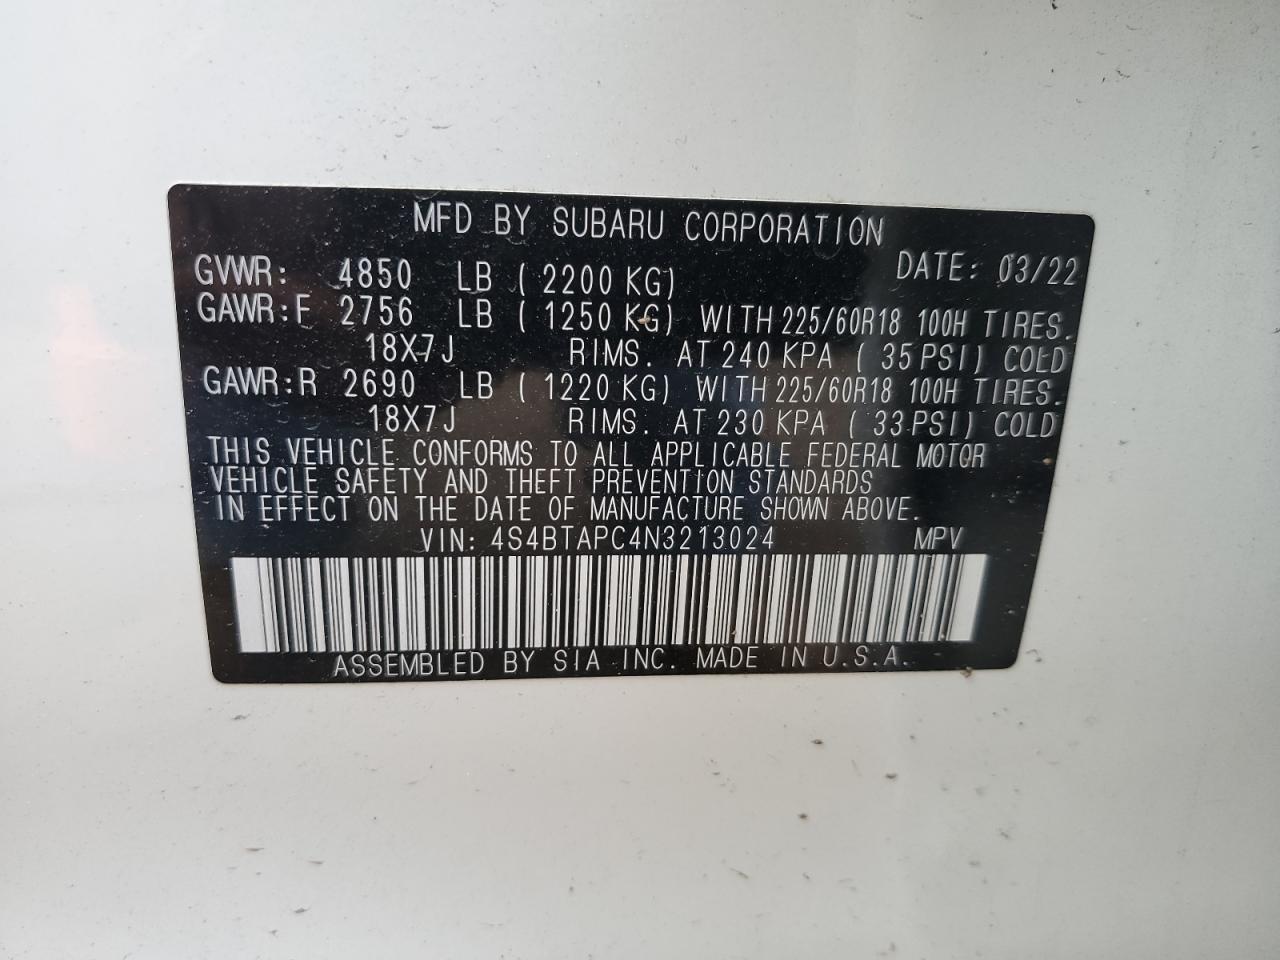 MFD BY SUBARU CORPORATION
GVWR: 4850 LB ( 2200 KG) DATE: 03/22
GAWR:F 2756 LB ( 1250 KG) WITH 225/60R18 100H TIRES.
18X7J RIMS. AT 240 KPA ( 35 PSI) COLD
GAWR:R 2690 LB ( 1220 KG) WITH 225/60R18 100H TIRES.
18X7J RIMS. AT 230 KPA ( 33 PSI) COLD
THIS VEHICLE CONFORMS TO ALL APPLICABLE FEDERAL MOTOR
VEHICLE SAFETY AND THEFT PREVENTION STANDARDS
IN EFFECT ON THE DATE OF MANUFACTURE SHOWN ABOVE.
VIN: 4S4BTAPC4N3213024 MPV
ASSEMBLED BY SIA INC. MADE IN U.S.A.